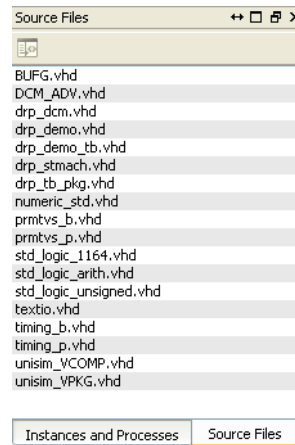 Source Files
BUFG.vhd
DCM_ADV.vhd
drp_dcm.vhd
drp_demo.vhd
drp_demo_tb.vhd
drp_stmach.vhd
drp_tb_pkg.vhd
numeric_std.vhd
prmtvs_b.vhd
prmtvs_p.vhd
std_logic_1164.vhd
std_logic_arith.vhd
std_logic_unsigned.vhd
textio.vhd
timing_b.vhd
timing_p.vhd
unisim_VCOMP.vhd
unisim_VPKG.vhd
Instances and Processes Source Files